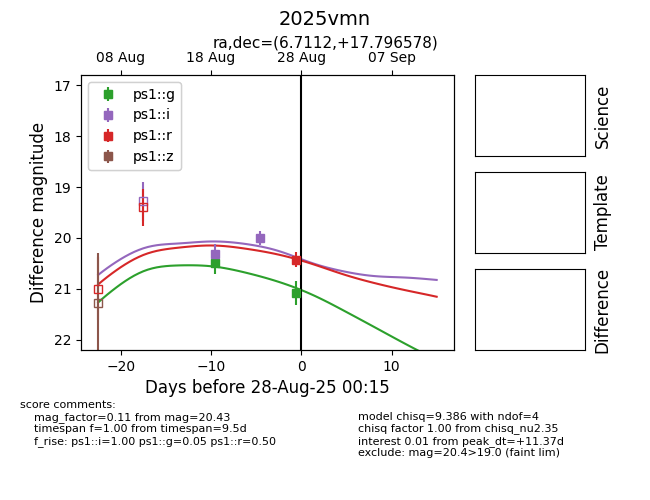 2025vmn
ra,dec=(6.7112,+17.796578)
08 Aug 18 Aug 28 Aug 07 Sep
17
18
19
20
21
22
Difference magnitude
ps1::g
ps1::i
ps1::r
ps1::z
−20 −10 0 10
Days before 28-Aug-25 00:15
Science
Template
Difference
score comments:
mag_factor=0.11 from mag=20.43
timespan f=1.00 from timespan=9.5d
f_rise: ps1::i=1.00 ps1::g=0.05 ps1::r=0.50
model chisq=9.386 with ndof=4
chisq factor 1.00 from chisq_nu2.35
interest 0.01 from peak_dt=+11.37d
exclude: mag=20.4>19.0 (faint lim)